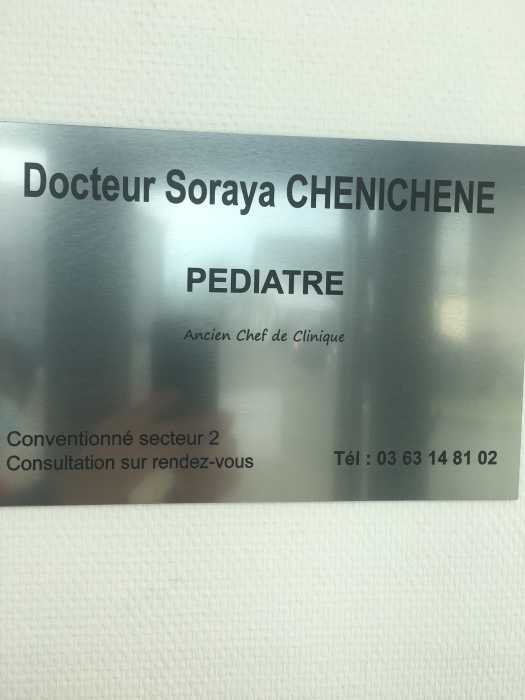 Docteur Soraya CHENICHENE
PEDIATRE
Ancien Chef de Clinique
Conventionné secteur 2
Consultation sur rendez-vous
Tél : 03 63 14 81 02